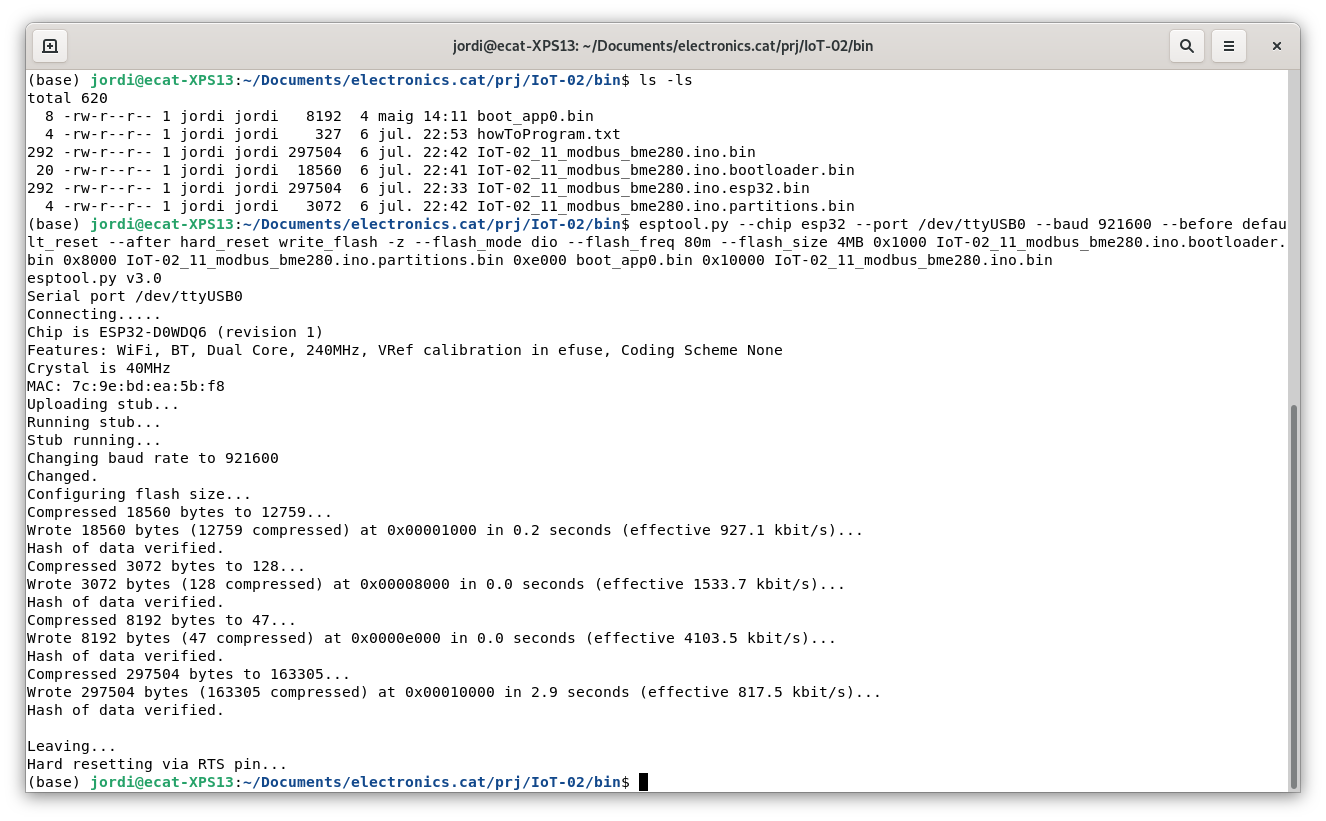 jordi@ecat-XPS13: ~/Documents/electronics.cat/prj/IoT-02/bin
(base) jordi@ecat-XPS13:~/Documents/electronics.cat/prj/IoT-02/bin$ ls -ls
total 620
  8 -rw-r--r-- 1 jordi jordi   8192  4 maig 14:11 boot_app0.bin
  4 -rw-r--r-- 1 jordi jordi    327  6 jul. 22:53 howToProgram.txt
292 -rw-r--r-- 1 jordi jordi 297504  6 jul. 22:42 IoT-02_11_modbus_bme280.ino.bin
 20 -rw-r--r-- 1 jordi jordi  18560  6 jul. 22:41 IoT-02_11_modbus_bme280.ino.bootloader.bin
292 -rw-r--r-- 1 jordi jordi 297504  6 jul. 22:33 IoT-02_11_modbus_bme280.ino.esp32.bin
  4 -rw-r--r-- 1 jordi jordi   3072  6 jul. 22:42 IoT-02_11_modbus_bme280.ino.partitions.bin
(base) jordi@ecat-XPS13:~/Documents/electronics.cat/prj/IoT-02/bin$ esptool.py --chip esp32 --port /dev/ttyUSB0 --baud 921600 --before defau
lt_reset --after hard_reset write_flash -z --flash_mode dio --flash_freq 80m --flash_size 4MB 0x1000 IoT-02_11_modbus_bme280.ino.bootloader.
bin 0x8000 IoT-02_11_modbus_bme280.ino.partitions.bin 0xe000 boot_app0.bin 0x10000 IoT-02_11_modbus_bme280.ino.bin
esptool.py v3.0
Serial port /dev/ttyUSB0
Connecting.....
Chip is ESP32-D0WDQ6 (revision 1)
Features: WiFi, BT, Dual Core, 240MHz, VRef calibration in efuse, Coding Scheme None
Crystal is 40MHz
MAC: 7c:9e:bd:ea:5b:f8
Uploading stub...
Running stub...
Stub running...
Changing baud rate to 921600
Changed.
Configuring flash size...
Compressed 18560 bytes to 12759...
Wrote 18560 bytes (12759 compressed) at 0x00001000 in 0.2 seconds (effective 927.1 kbit/s)...
Hash of data verified.
Compressed 3072 bytes to 128...
Wrote 3072 bytes (128 compressed) at 0x00008000 in 0.0 seconds (effective 1533.7 kbit/s)...
Hash of data verified.
Compressed 8192 bytes to 47...
Wrote 8192 bytes (47 compressed) at 0x0000e000 in 0.0 seconds (effective 4103.5 kbit/s)...
Hash of data verified.
Compressed 297504 bytes to 163305...
Wrote 297504 bytes (163305 compressed) at 0x00010000 in 2.9 seconds (effective 817.5 kbit/s)...
Hash of data verified.

Leaving...
Hard resetting via RTS pin...
(base) jordi@ecat-XPS13:~/Documents/electronics.cat/prj/IoT-02/bin$